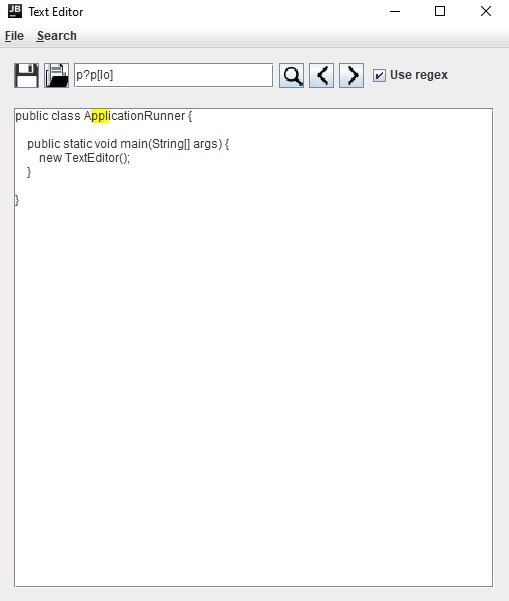 JB Text Editor
File Search
p?p[lo] Use regex
public class ApplicationRunner {
public static void main(String[] args) {
new TextEditor();
}
}